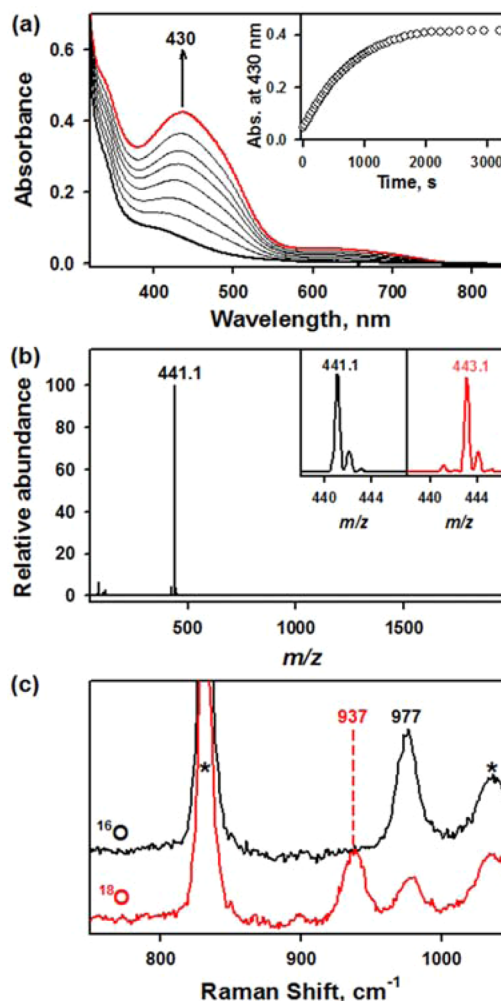 (a)
430
0.6
0.4
0.2
0.0
Absorbance
400 500 600 700 800
Wavelength, nm
0.4
0.2
0.0
Abs. at 430 nm
0 1000 2000 3000
Time, s
(b)
441.1
100
80
60
40
20
0
Relative abundance
500 1000 1500
m/z
441.1
443.1
440 444
440 444
m/z
m/z
(c)
937 977
*
*
16O
18O
800 900 1000
Raman Shift, cm-1